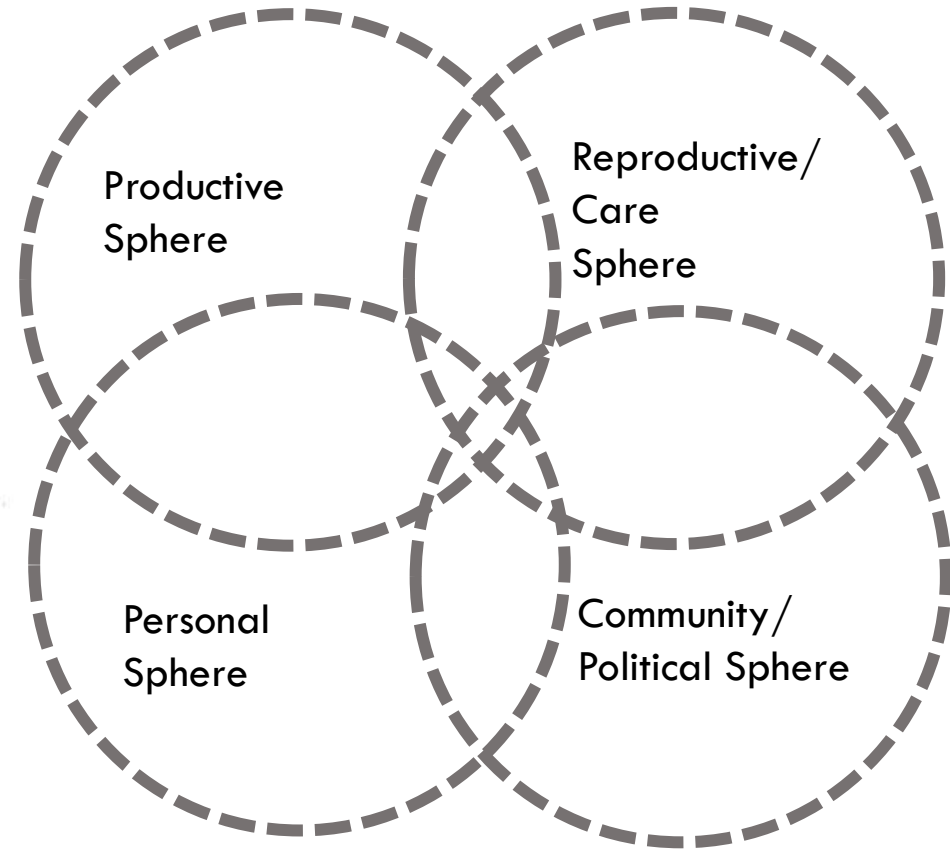 Productive
Sphere
Reproductive/
Care
Sphere
Personal
Sphere
Community/
Political Sphere